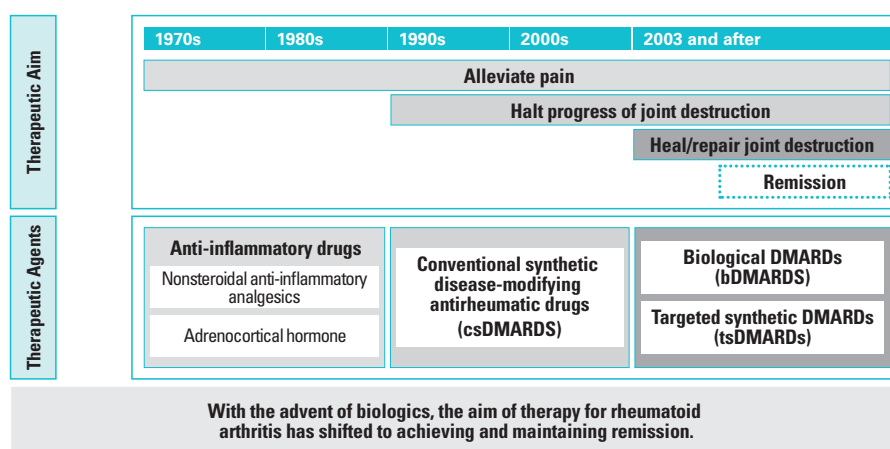 Therapeutic Aim
1970s 1980s 1990s 2000s 2003 and after
Alleviate pain
Halt progress of joint destruction
Heal/repair joint destruction
Remission
Therapeutic Agents
Anti-inflammatory drugs
Nonsteroidal anti-inflammatory
analgesics
Adrenocortical hormone
Conventional synthetic
disease-modifying
antirheumatic drugs
(csDMARDS)
Biological DMARDs
(bDMARDS)
Targeted synthetic DMARDs
(tsDMARDs)
With the advent of biologics, the aim of therapy for rheumatoid
arthritis has shifted to achieving and maintaining remission.